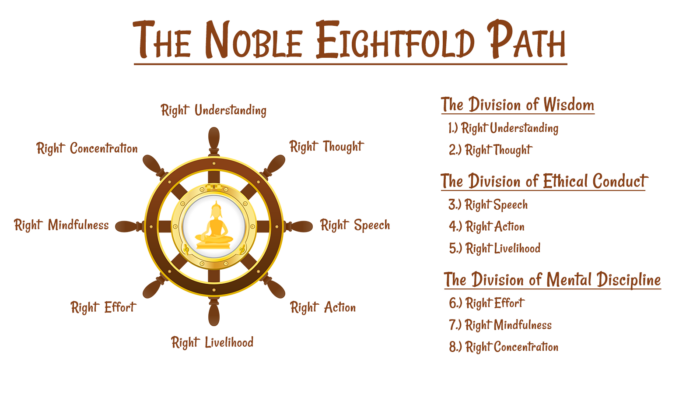 The Noble Eightfold Path
Right Understanding
Right Concentration
Right Thought
Right Mindfulness
Right Speech
Right Effort
Right Action
Right Livelihood
The Division of Wisdom
1.) Right Understanding
2.) Right Thought
The Division of Ethical Conduct
3.) Right Speech
4.) Right Action
5.) Right Livelihood
The Division of Mental Discipline
6.) Right Effort
7.) Right Mindfulness
8.) Right Concentration